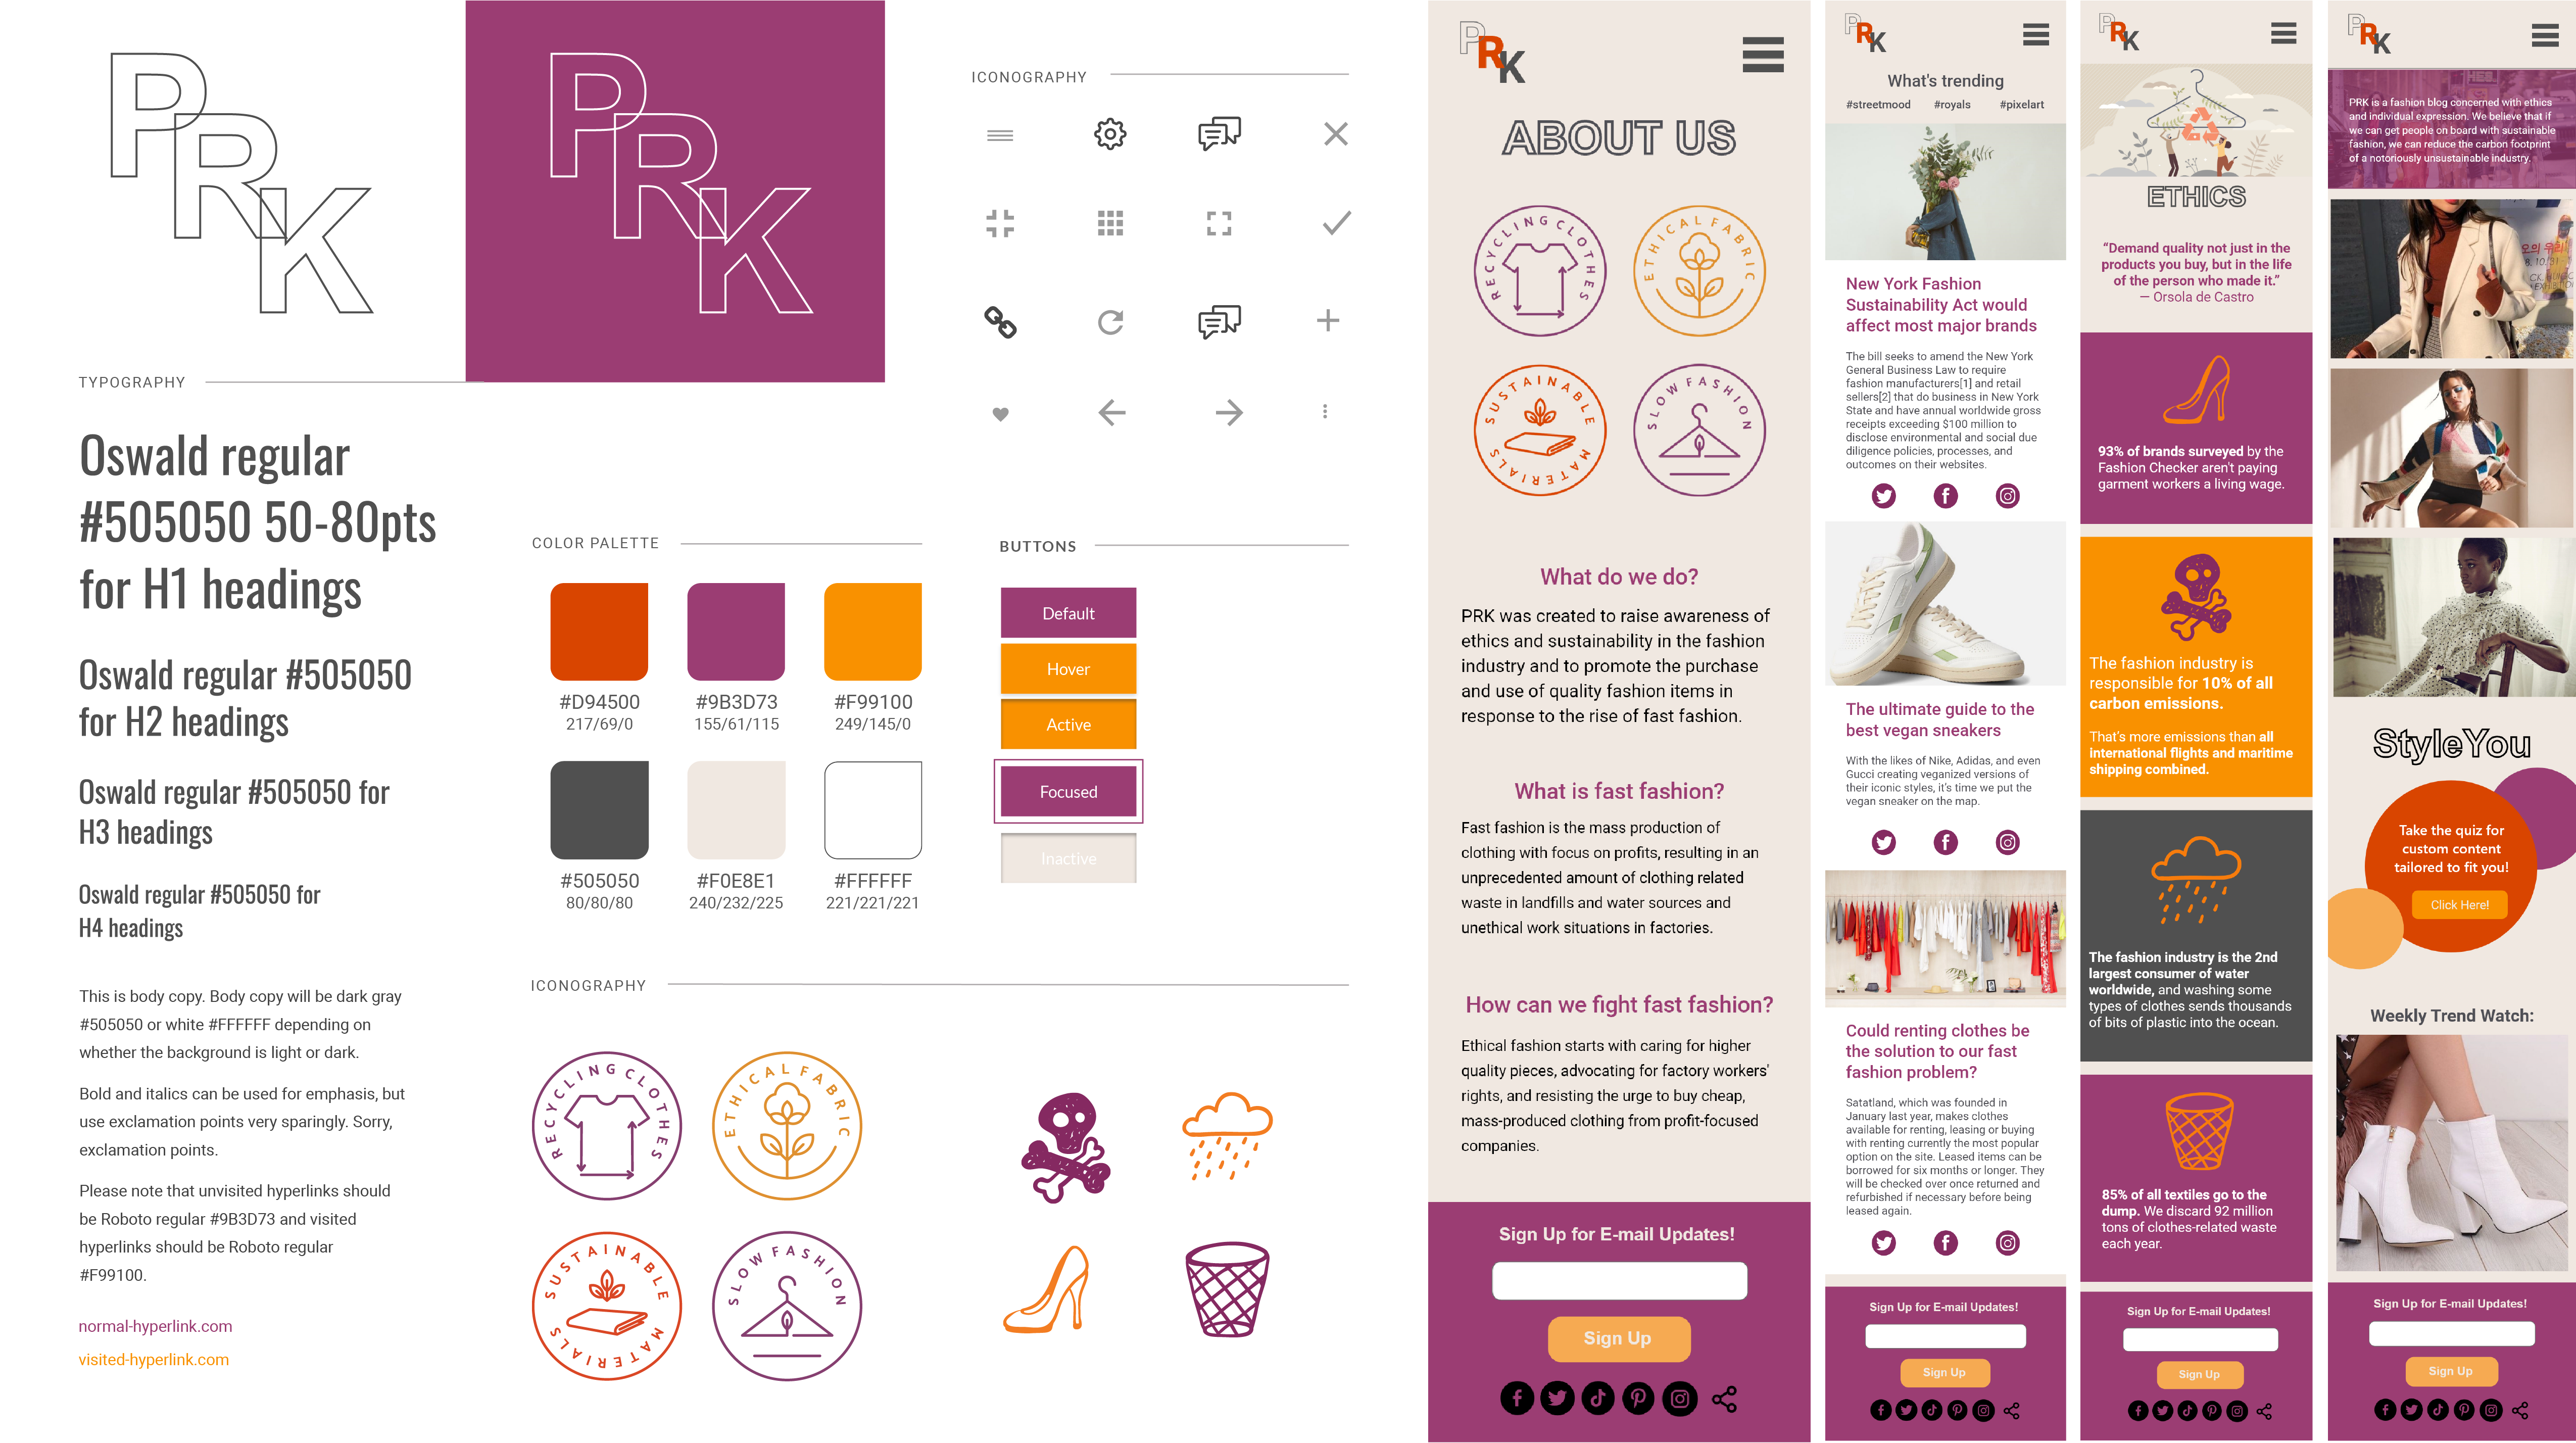 PRK
PRK
TYPOGRAPHY
Oswald regular
#505050 50-80pts
for H1 headings
Oswald regular #505050
for H2 headings
Oswald regular #505050 for
H3 headings
Oswald regular #505050 for
H4 headings
This is body copy. Body copy will be dark gray
#505050 or white #FFFFFF depending on
whether the background is light or dark.
Bold and italics can be used for emphasis, but
use exclamation points very sparingly. Sorry,
exclamation points.
Please note that unvisited hyperlinks should
be Roboto regular #9B3D73 and visited
hyperlinks should be Roboto regular
#F99100.
normal-hyperlink.com
visited-hyperlink.com
ICONOGRAPHY
COLOR PALETTE
#D94500
217/69/0
#9B3D73
155/61/115
#F99100
249/145/0
#505050
80/80/80
#F0E8E1
240/232/225
#FFFFFF
221/221/221
BUTTONS
Default
Hover
Active
Focused
Inactive
ICONOGRAPHY
RECYCLING CLOTHES
ETHICAL FABRIC
SUSTAINABLE MATERIALS
SLOW FASHION
PRK
ABOUT US
RECYCLING CLOTHES
ETHICAL FABRIC
SUSTAINABLE MATERIALS
SLOW FASHION
What do we do?
PRK was created to raise awareness of
ethics and sustainability in the fashion
industry and to promote the purchase
and use of quality fashion items in
response to the rise of fast fashion.
What is fast fashion?
Fast fashion is the mass production of
clothing with focus on profits, resulting in an
unprecedented amount of clothing related
waste in landfills and water sources and
unethical work situations in factories.
How can we fight fast fashion?
Ethical fashion starts with caring for higher
quality pieces, advocating for factory workers'
rights, and resisting the urge to buy cheap,
mass-produced clothing from profit-focused
companies.
Sign Up for E-mail Updates!
Sign Up
PRK
What's trending
#streetmood #royals #pixelart
New York Fashion
Sustainability Act would
affect most major brands
The bill seeks to amend the New York
General Business Law to require
fashion manufacturers[1] and retail
sellers[2] that do business in New York
State and have annual worldwide gross
receipts exceeding $100 million to
disclose environmental and social due
diligence policies, processes, and
outcomes on their websites.
The ultimate guide to the
best vegan sneakers
With the likes of Nike, Adidas, and even
Gucci creating veganized versions of
their iconic styles, it's time we put the
vegan sneaker on the map.
Could renting clothes be
the solution to our fast
fashion problem?
Satatland, which was founded in
January last year, makes clothes
available for renting, leasing or buying
with renting currently the most popular
option on the site. Leased items can be
borrowed for six months or longer. They
will be checked over once returned and
refurbished if necessary before being
leased again.
Sign Up for E-mail Updates!
Sign Up
PRK
ETHICS
“Demand quality not just in the
products you buy, but in the life
of the person who made it.”
— Orsola de Castro
93% of brands surveyed by the
Fashion Checker aren't paying
garment workers a living wage.
The fashion industry is
responsible for 10% of all
carbon emissions.
That's more emissions than all
international flights and maritime
shipping combined.
The fashion industry is the 2nd
largest consumer of water
worldwide, and washing some
types of clothes sends thousands
of bits of plastic into the ocean.
85% of all textiles go to the
dump. We discard 92 million
tons of clothes-related waste
each year.
Sign Up for E-mail Updates!
Sign Up
PRK
PRK is a fashion blog concerned with ethics
and individual expression. We believe that if
we can get people on board with sustainable
fashion, we can reduce the carbon footprint
of a notoriously unsustainable industry.
StyleYou
Take the quiz for
custom content
tailored to fit you!
Click Here!
Weekly Trend Watch:
Sign Up for E-mail Updates!
Sign Up